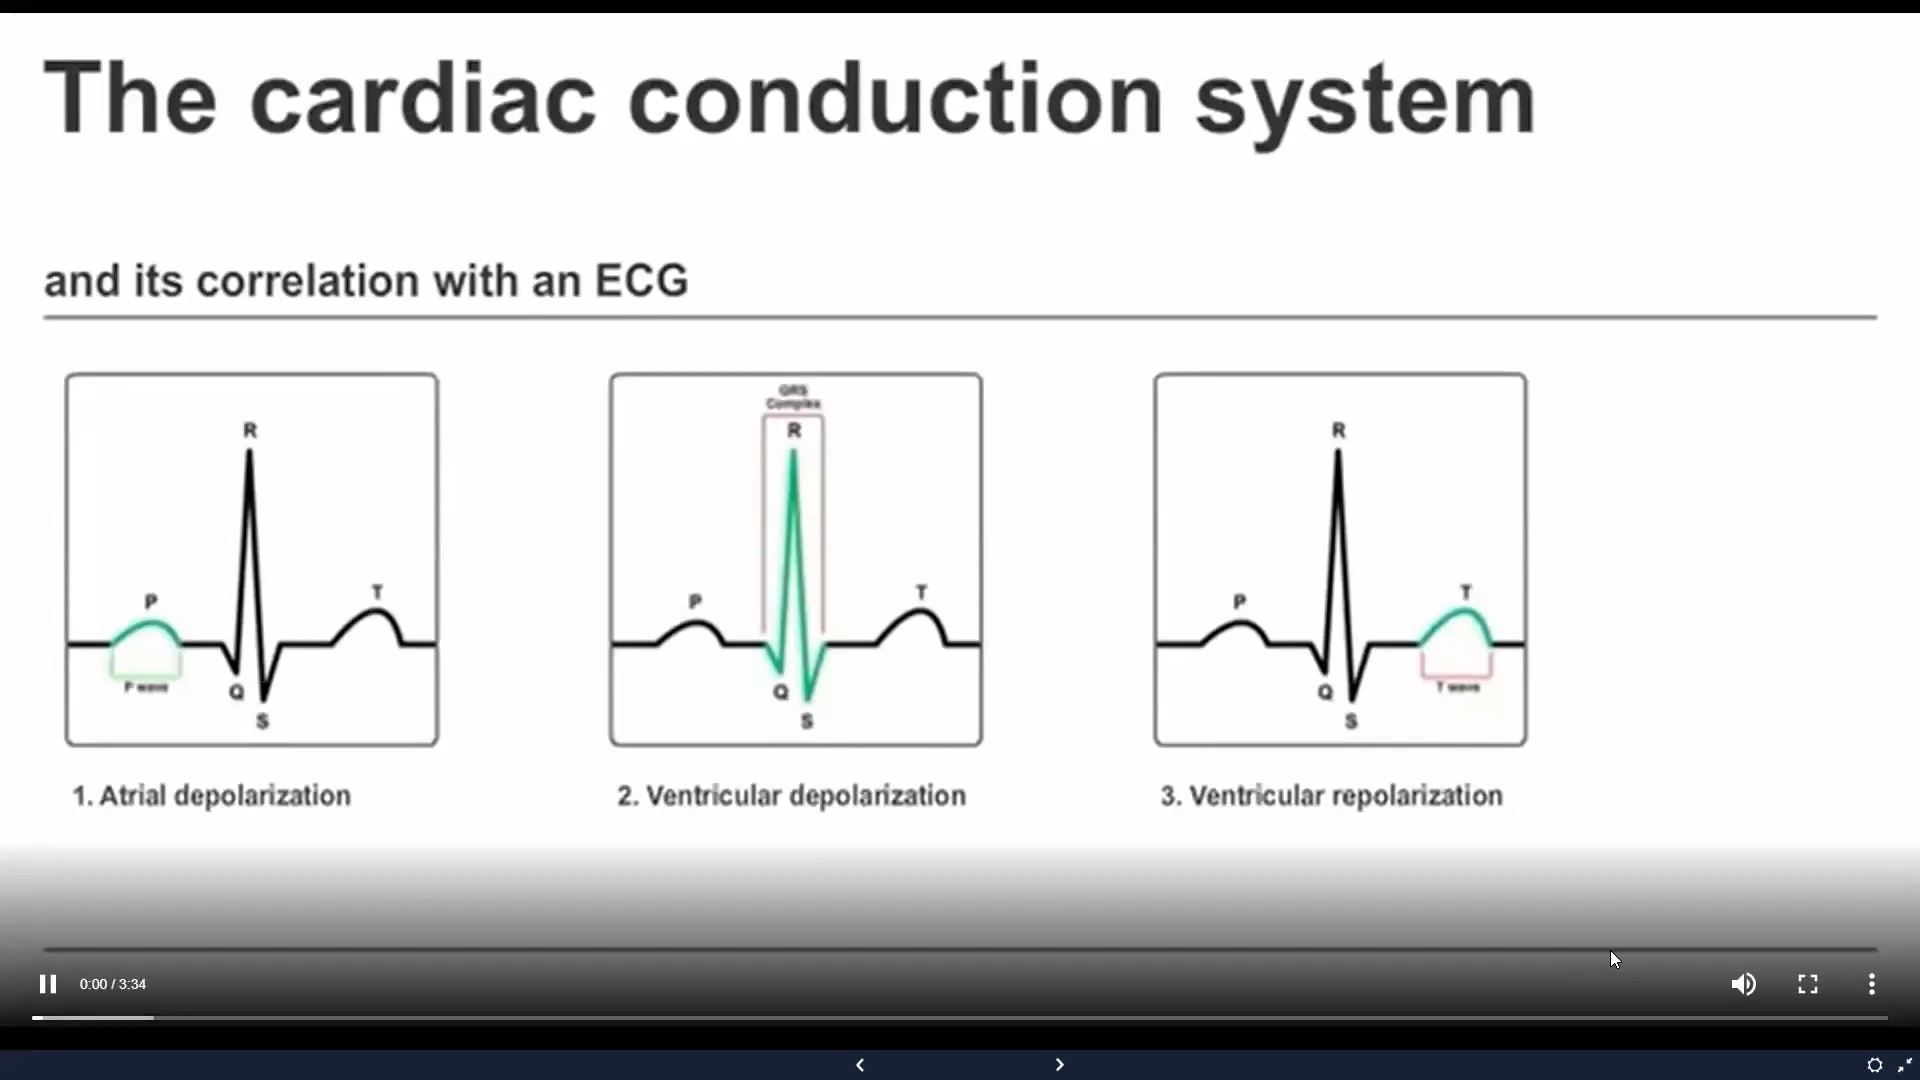 The cardiac conduction system
and its correlation with an ECG
R
P
T
P wave
Q
S
QRS
Complex
R
P
T
Q
S
R
P
T
T wave
Q
S
1. Atrial depolarization
2. Ventricular depolarization
3. Ventricular repolarization
0:00 / 3:34